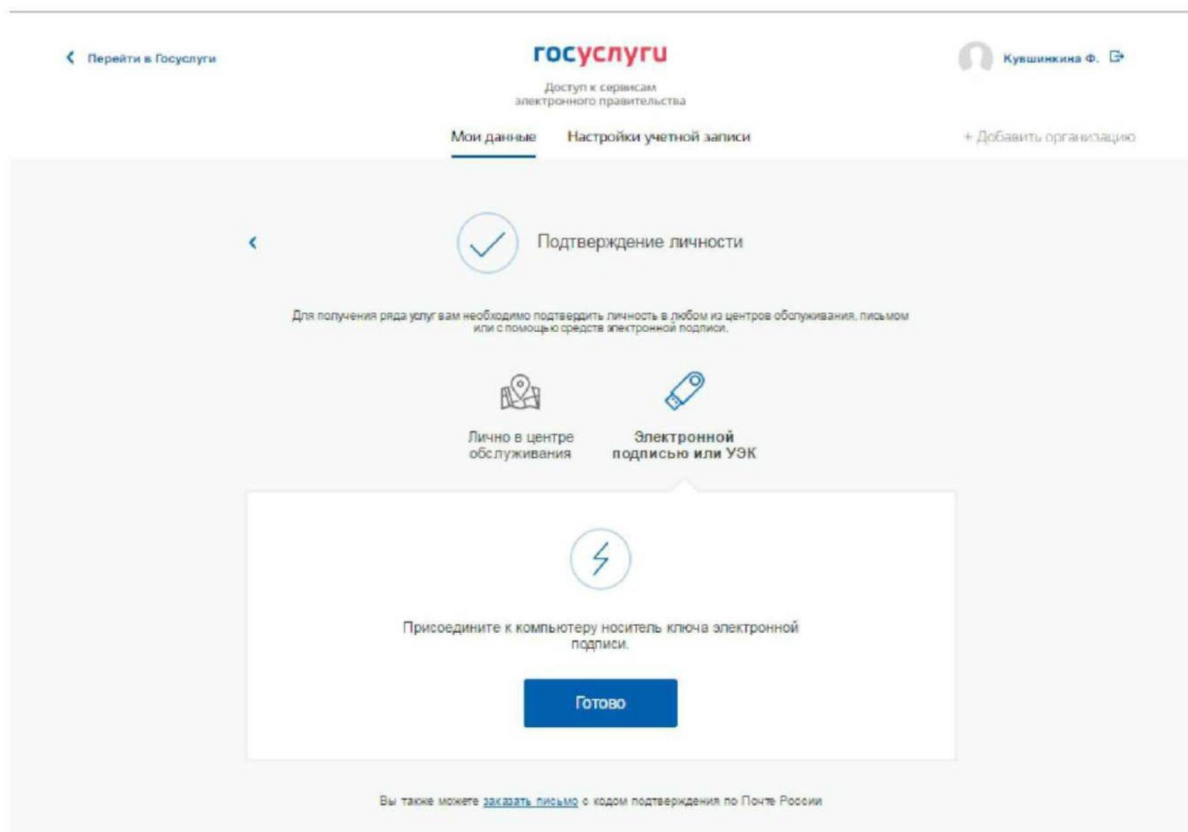 Перейти в Госуслуги
госуслуги
Кувшинкина Ф.
Доступ к сервисам
электронного правительства
Мои данные
Настройки учетной записи
+ Добавить организацию
Подтверждение личности
Для получения ряда услуг вам необходимо подтвердить личность в любом из центров обслуживания, письмом
или с помощью средств электронной подписи.
Лично в центре
обслуживания
Электронной
подписью или УЭК
Присоедините к компьютеру носитель ключа электронной
подписи.
Готово
Вы также можете заказать письмо с кодом подтверждения по Почте России